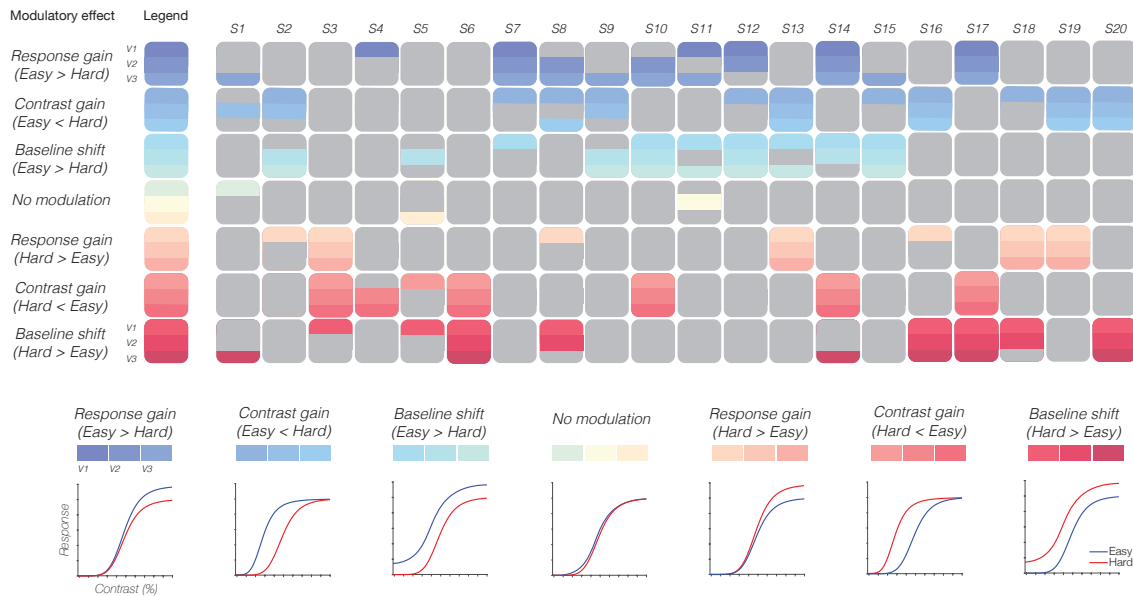 Modulatory effect Legend S1 S2 S3 S4 S5 S6 S7 S8 S9 S10 S11 S12 S13 S14 S15 S16 S17 S18 S19 S20
Response gain
(Easy > Hard)
V1
V2
V3
Contrast gain
(Easy < Hard)
Baseline shift
(Easy > Hard)
No modulation
Response gain
(Hard > Easy)
Contrast gain
(Hard < Easy)
Baseline shift
(Hard > Easy)
V1
V2
V3
Response gain
(Easy > Hard)
V1 V2 V3
Contrast gain
(Easy < Hard)
Baseline shift
(Easy > Hard)
No modulation
Response gain
(Hard > Easy)
Contrast gain
(Hard < Easy)
Baseline shift
(Hard > Easy)
Response
Contrast (%)
Easy
Hard